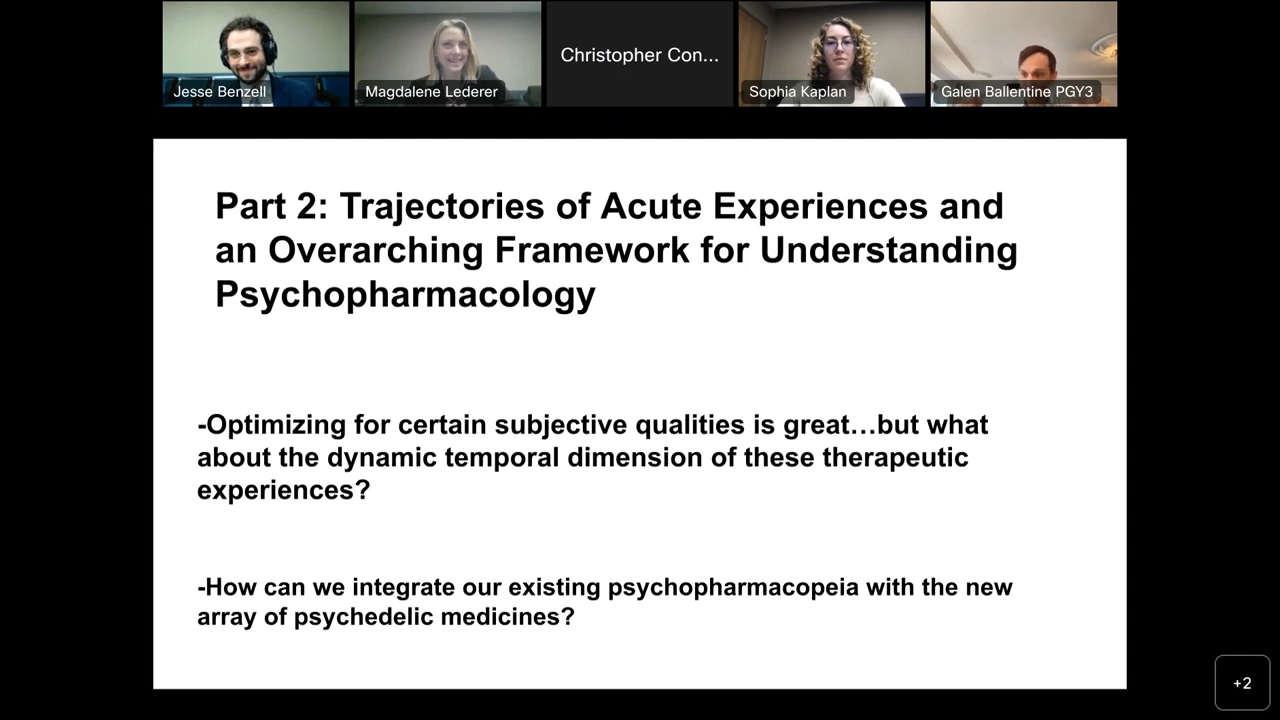 Jesse Benzell
Magdalene Lederer
Christopher Con...
Sophia Kaplan
Galen Ballentine PGY3
Part 2: Trajectories of Acute Experiences and
an Overarching Framework for Understanding
Psychopharmacology
-Optimizing for certain subjective qualities is great…but what
about the dynamic temporal dimension of these therapeutic
experiences?
-How can we integrate our existing psychopharmacopeia with the new
array of psychedelic medicines?
+2